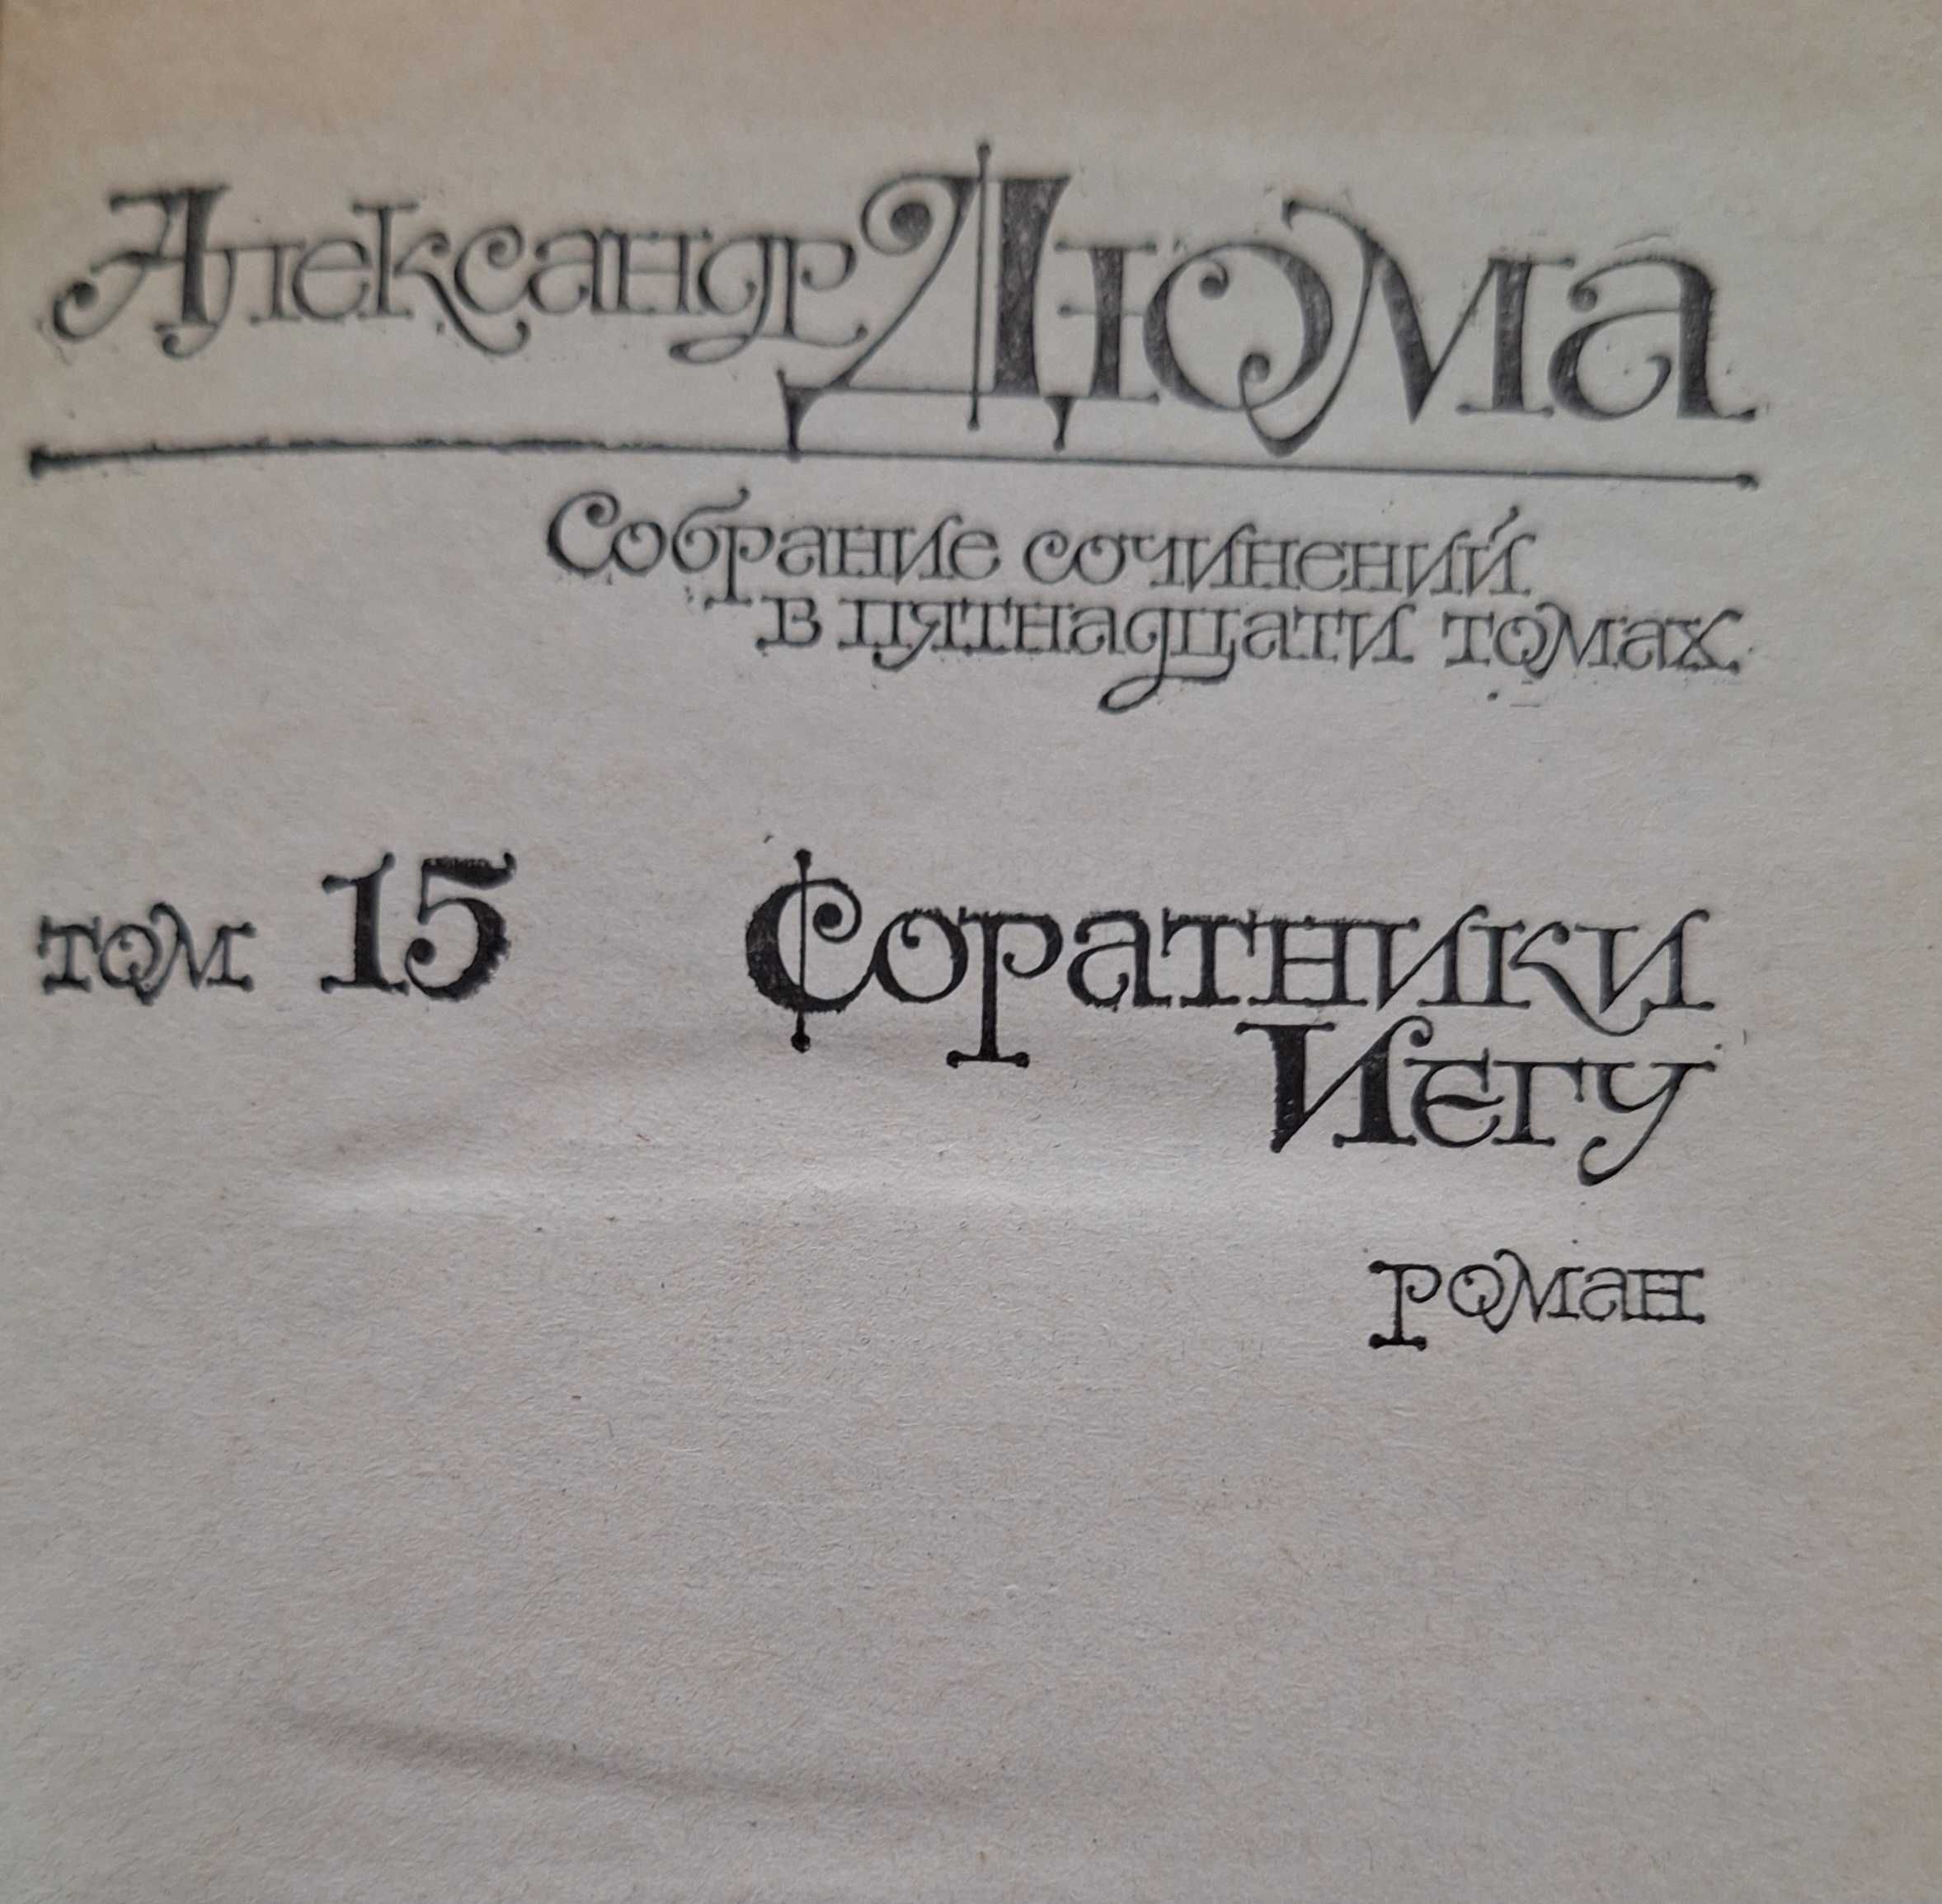 Александр Дюма
Собрание сочинений
в пятнадцати томах
том 15
Соратники
Иегу
роман